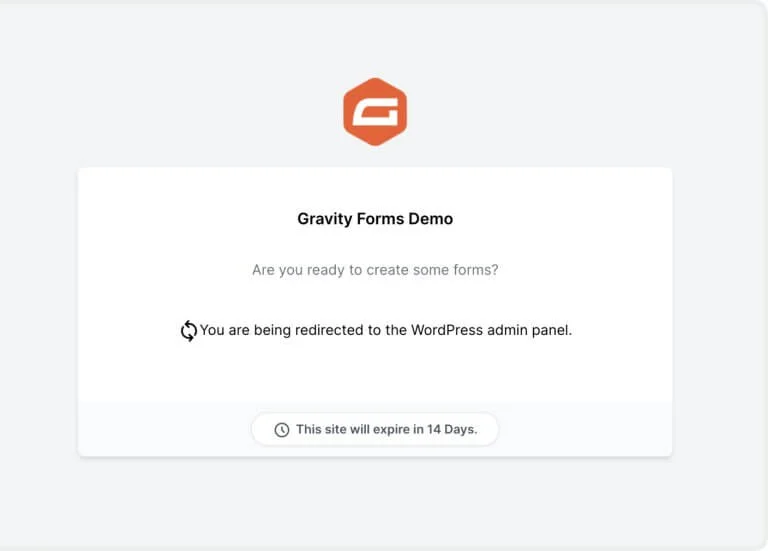 Gravity Forms Demo
Are you ready to create some forms?
You are being redirected to the WordPress admin panel.
This site will expire in 14 Days.